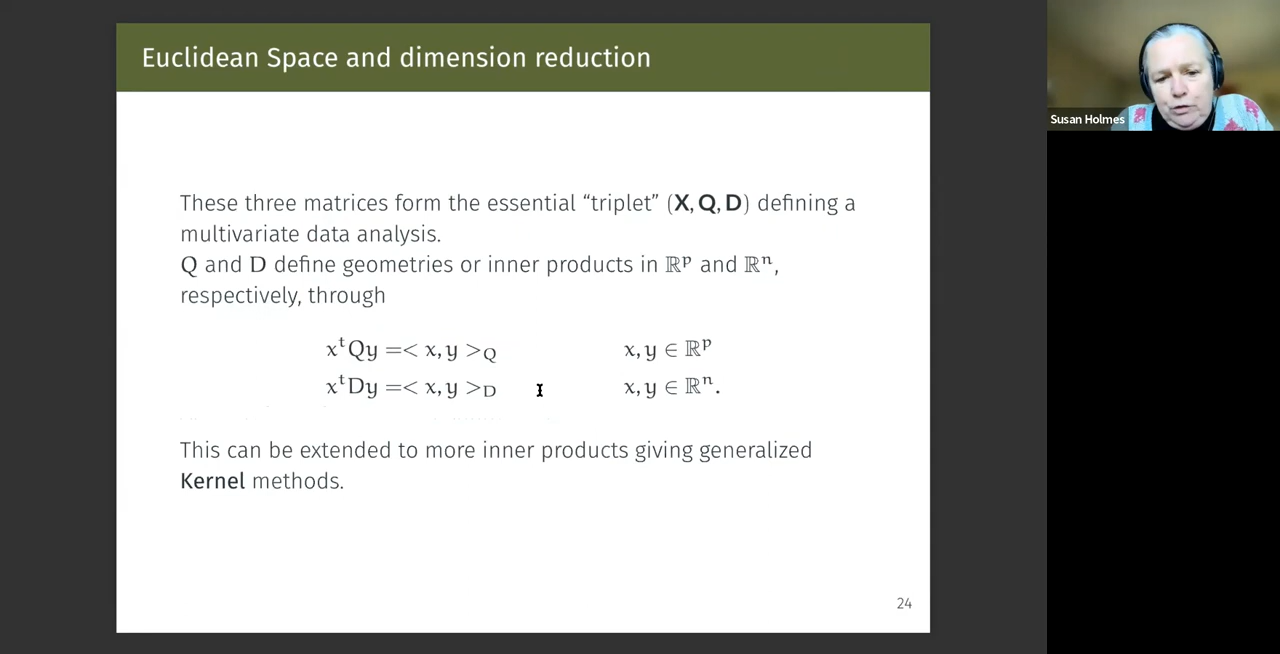 Euclidean Space and dimension reduction
Susan Holmes
These three matrices form the essential “triplet” (X, Q, D) defining a
multivariate data analysis.
Q and D define geometries or inner products in ℝᵖ and ℝⁿ,
respectively, through
xᵗQy =< x, y >_Q x, y ∈ ℝᵖ
xᵗDy =< x, y >_D x, y ∈ ℝⁿ.
This can be extended to more inner products giving generalized
Kernel methods.
24